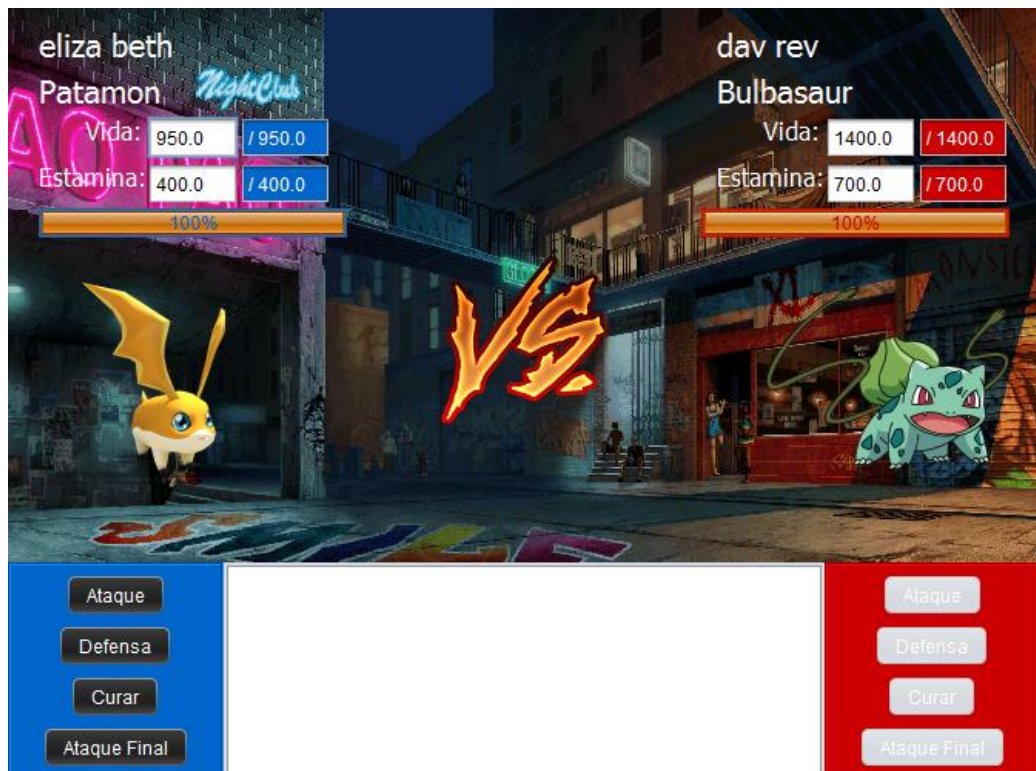 eliza beth
Patamon
NightClub
Vida: 950.0 / 950.0
Estamina: 400.0 / 400.0
100%
dav rev
Bulbasaur
Vida: 1400.0 / 1400.0
Estamina: 700.0 / 700.0
100%
VS.
SMILE
Ataque
Defensa
Curar
Ataque Final
Ataque
Defensa
Curar
Ataque Final